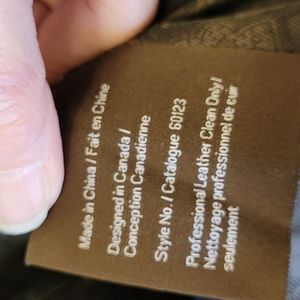 Made in China / Fait en Chine
Designed in Canada /
Conception Canadienne
Style No. / Catalogue 60123
Professional Leather Clean Only /
Nettoyage professionnel de cuir
seulement